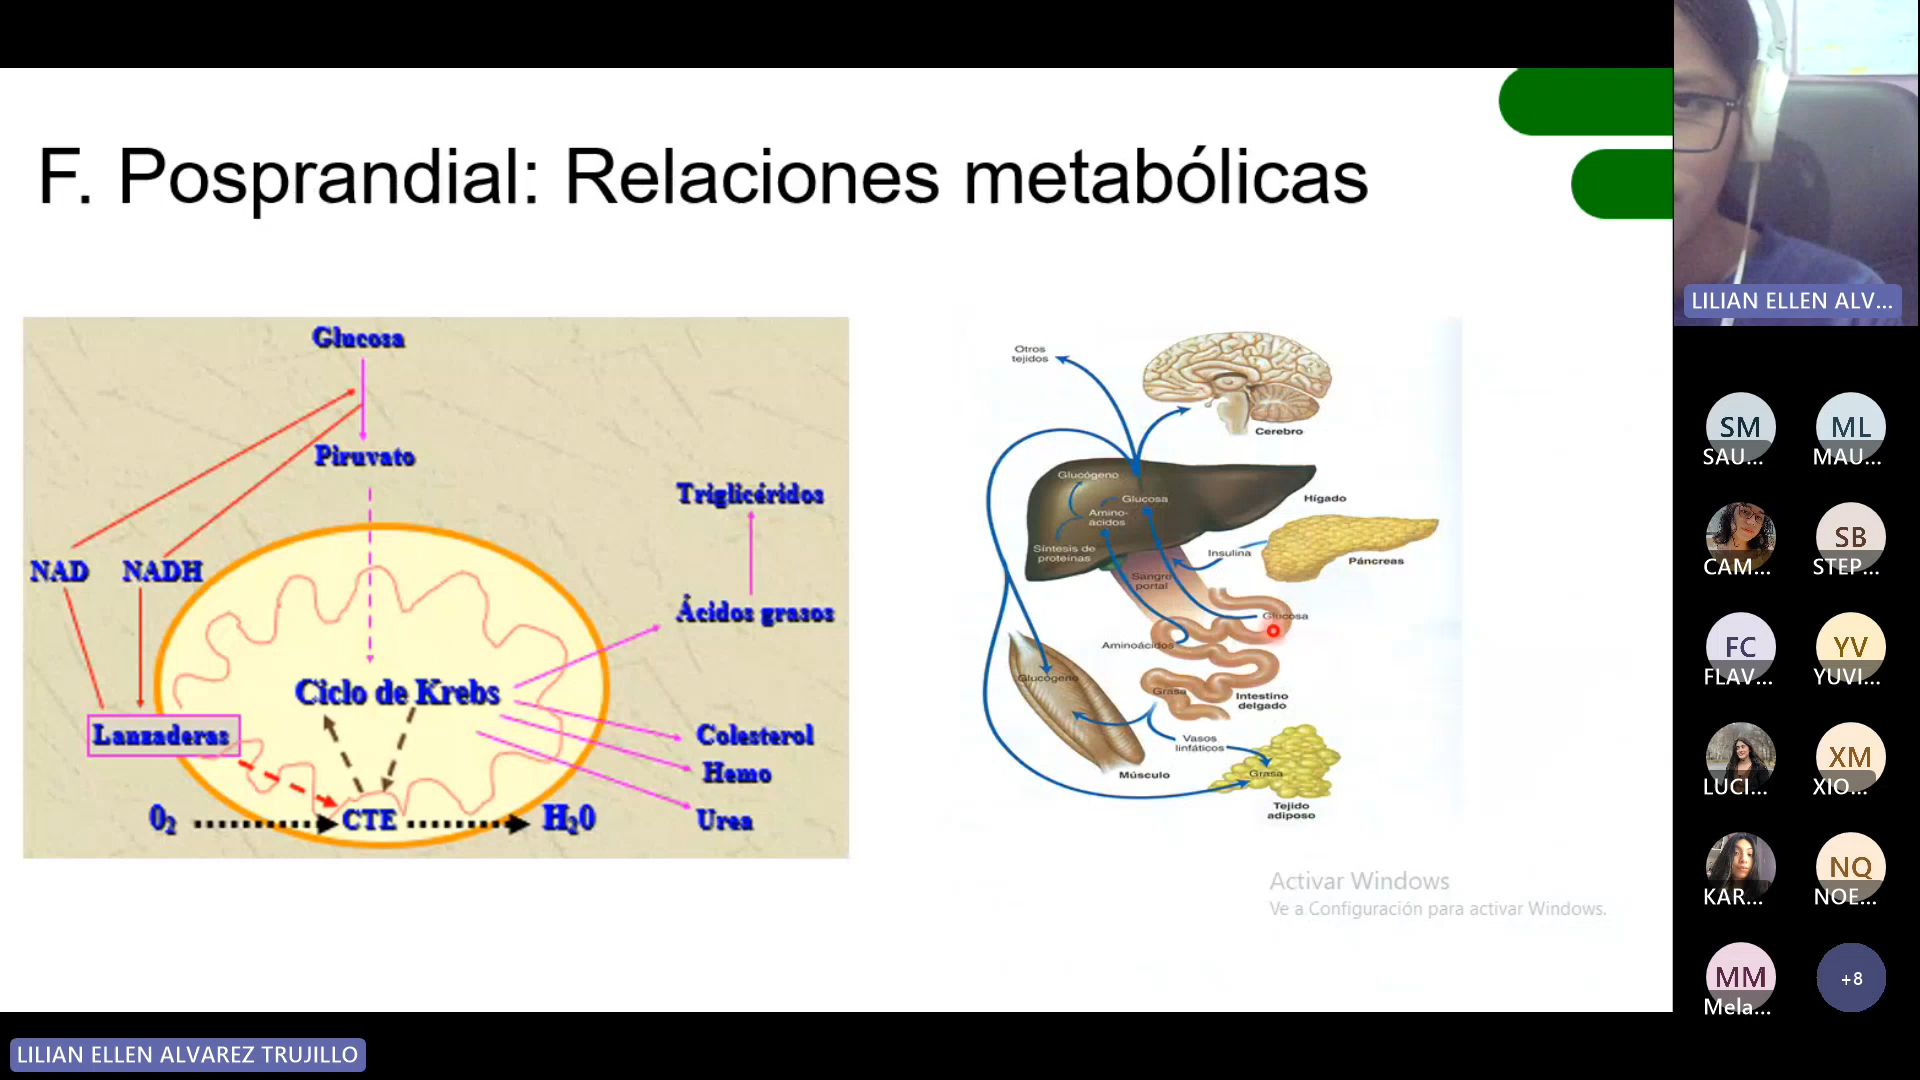 F. Posprandial: Relaciones metabólicas
Glucosa
Piruvato
NAD
NADH
Triglicéridos
Ácidos grasos
Ciclo de Krebs
Lanzaderas
Colesterol
Hemo
Urea
O₂
CTE
H₂O
Otros
tejidos
Cerebro
Glucógeno
Glucosa
Amino-
ácidos
Síntesis de
proteínas
Hígado
Insulina
Páncreas
Sangre
portal
Glucosa
Aminoácidos
Grasa
Intestino
delgado
Glucógeno
Vasos
linfáticos
Músculo
Grasa
Tejido
adiposo
Activar Windows
Ve a Configuración para activar Windows.
LILIAN ELLEN ALV...
SM
SAU...
ML
MAU...
CAM...
SB
STEP...
FC
FLAV...
YV
YUVI...
LUCI...
XM
XIO...
KAR...
NQ
NOE...
MM
Mela...
+8
LILIAN ELLEN ALVAREZ TRUJILLO